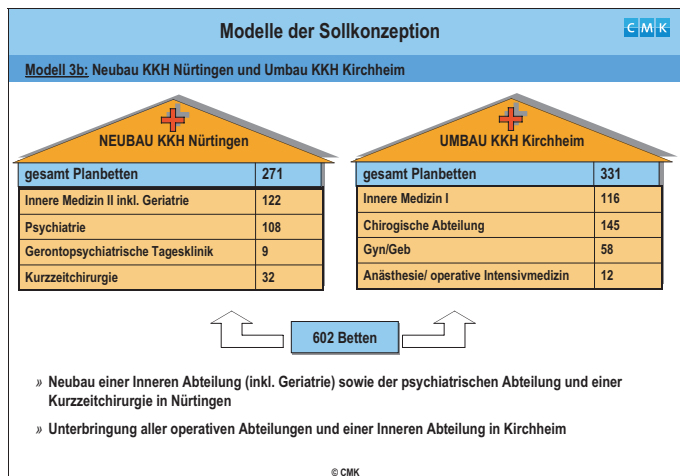 Modelle der Sollkonzeption
CMK
Modell 3b: Neubau KKH Nürtingen und Umbau KKH Kirchheim
NEUBAU KKH Nürtingen
gesamt Planbetten 271
Innere Medizin II inkl. Geriatrie 122
Psychiatrie 108
Gerontopsychiatrische Tagesklinik 9
Kurzzeitchirurgie 32
UMBAU KKH Kirchheim
gesamt Planbetten 331
Innere Medizin I 116
Chirogische Abteilung 145
Gyn/Geb 58
Anästhesie/ operative Intensivmedizin 12
602 Betten
» Neubau einer Inneren Abteilung (inkl. Geriatrie) sowie der psychiatrischen Abteilung und einer
Kurzzeitchirurgie in Nürtingen
» Unterbringung aller operativen Abteilungen und einer Inneren Abteilung in Kirchheim
© CMK